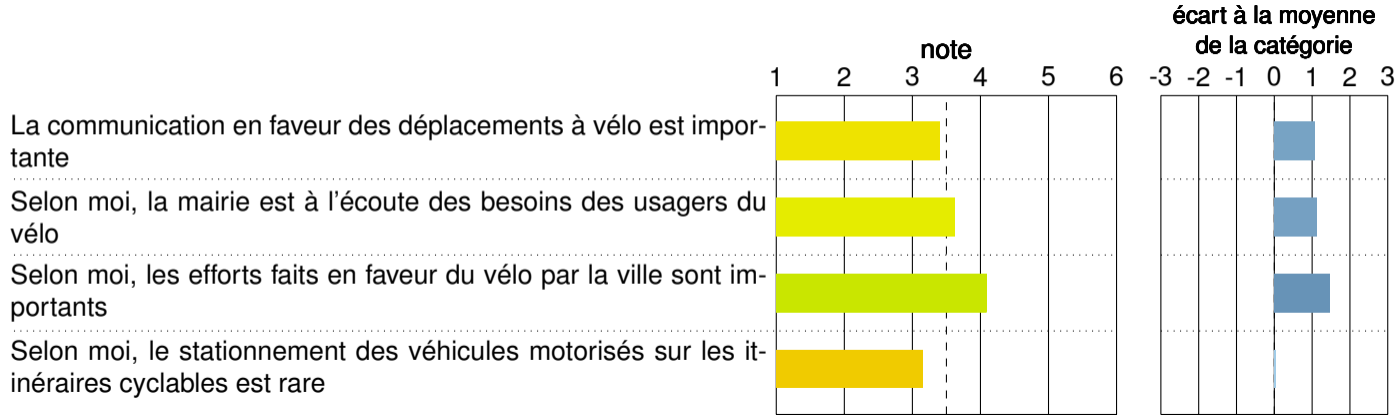 écart à la moyenne
de la catégorie
note
1 2 3 4 5 6
-3 -2 -1 0 1 2 3
La communication en faveur des déplacements à vélo est impor-
tante
Selon moi, la mairie est à l'écoute des besoins des usagers du
vélo
Selon moi, les efforts faits en faveur du vélo par la ville sont im-
portants
Selon moi, le stationnement des véhicules motorisés sur les it-
inéraires cyclables est rare